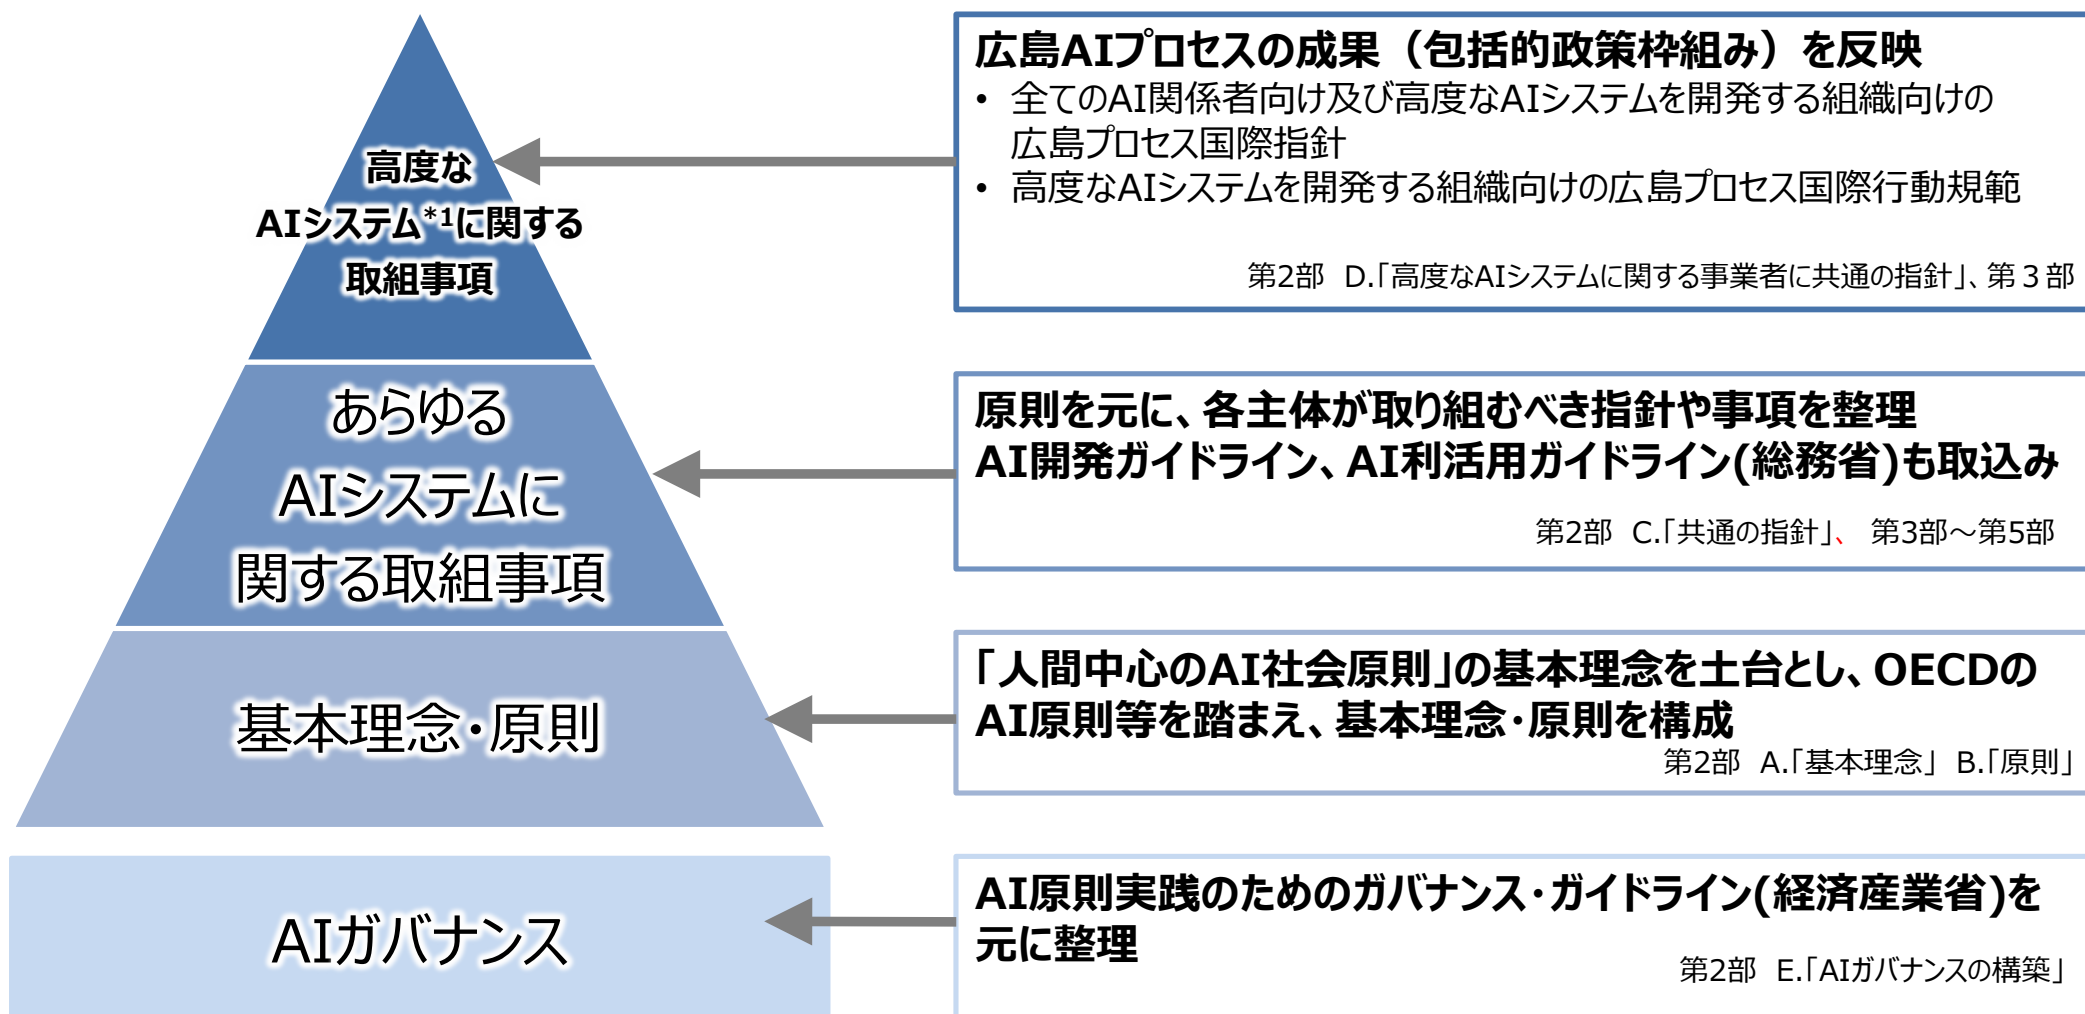 高度な
AIシステム*1に関する
取組事項
広島AIプロセスの成果（包括的政策枠組み）を反映
• 全てのAI関係者向け及び高度なAIシステムを開発する組織向けの
広島プロセス国際指針
• 高度なAIシステムを開発する組織向けの広島プロセス国際行動規範
第2部 D.「高度なAIシステムに関する事業者に共通の指針」、第３部
あらゆる
AIシステムに
関する取組事項
原則を元に、各主体が取り組むべき指針や事項を整理
AI開発ガイドライン、AI利活用ガイドライン(総務省)も取込み
第2部 C.「共通の指針」、 第3部～第5部
基本理念・原則
「人間中心のAI社会原則」の基本理念を土台とし、OECDの
AI原則等を踏まえ、基本理念・原則を構成
第2部 A.「基本理念」 B.「原則」
AIガバナンス
AI原則実践のためのガバナンス・ガイドライン(経済産業省)を
元に整理
第2部 E.「AIガバナンスの構築」